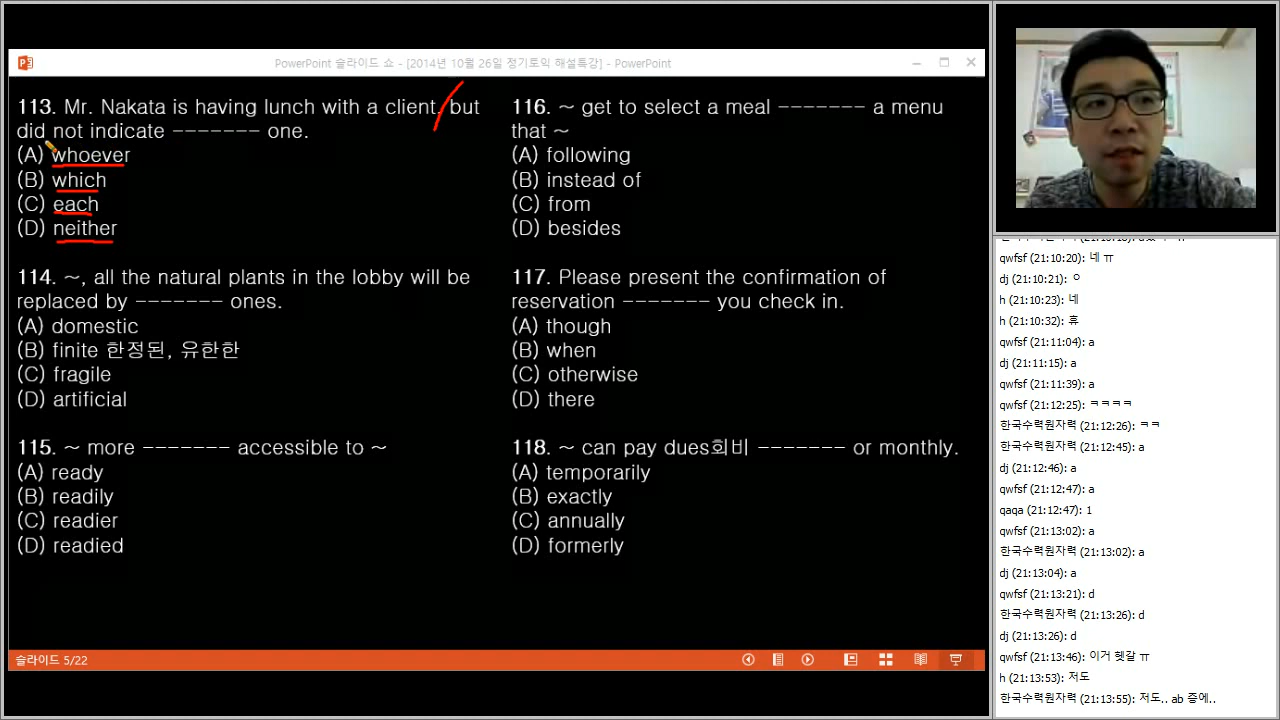 PowerPoint 슬라이드 쇼 - [2014년 10월 26일 정기토익 해설특강] - PowerPoint
113. Mr. Nakata is having lunch with a client, but
did not indicate ------- one.
(A) whoever
(B) which
(C) each
(D) neither
114. ~, all the natural plants in the lobby will be
replaced by ------- ones.
(A) domestic
(B) finite 한정된, 유한한
(C) fragile
(D) artificial
115. ~ more ------- accessible to ~
(A) ready
(B) readily
(C) readier
(D) readied
116. ~ get to select a meal ------- a menu
that ~
(A) following
(B) instead of
(C) from
(D) besides
117. Please present the confirmation of
reservation ------- you check in.
(A) though
(B) when
(C) otherwise
(D) there
118. ~ can pay dues회비 ------- or monthly.
(A) temporarily
(B) exactly
(C) annually
(D) formerly
슬라이드 5/22
qwfsf (21:10:20): 네 ㅠ
dj (21:10:21): ㅇ
h (21:10:23): 네
h (21:10:32): 휴
qwfsf (21:11:04): a
dj (21:11:15): a
qwfsf (21:11:39): a
qwfsf (21:12:25): ㅋㅋㅋㅋ
한국수력원자력 (21:12:26): ㅋㅋ
한국수력원자력 (21:12:45): a
dj (21:12:46): a
qwfsf (21:12:47): a
qaqa (21:12:47): 1
qwfsf (21:13:02): a
한국수력원자력 (21:13:02): a
dj (21:13:04): a
qwfsf (21:13:21): d
한국수력원자력 (21:13:26): d
dj (21:13:26): d
qwfsf (21:13:46): 이거 헷갈 ㅠ
h (21:13:53): 저도
한국수력원자력 (21:13:55): 저도.. ab 중에..